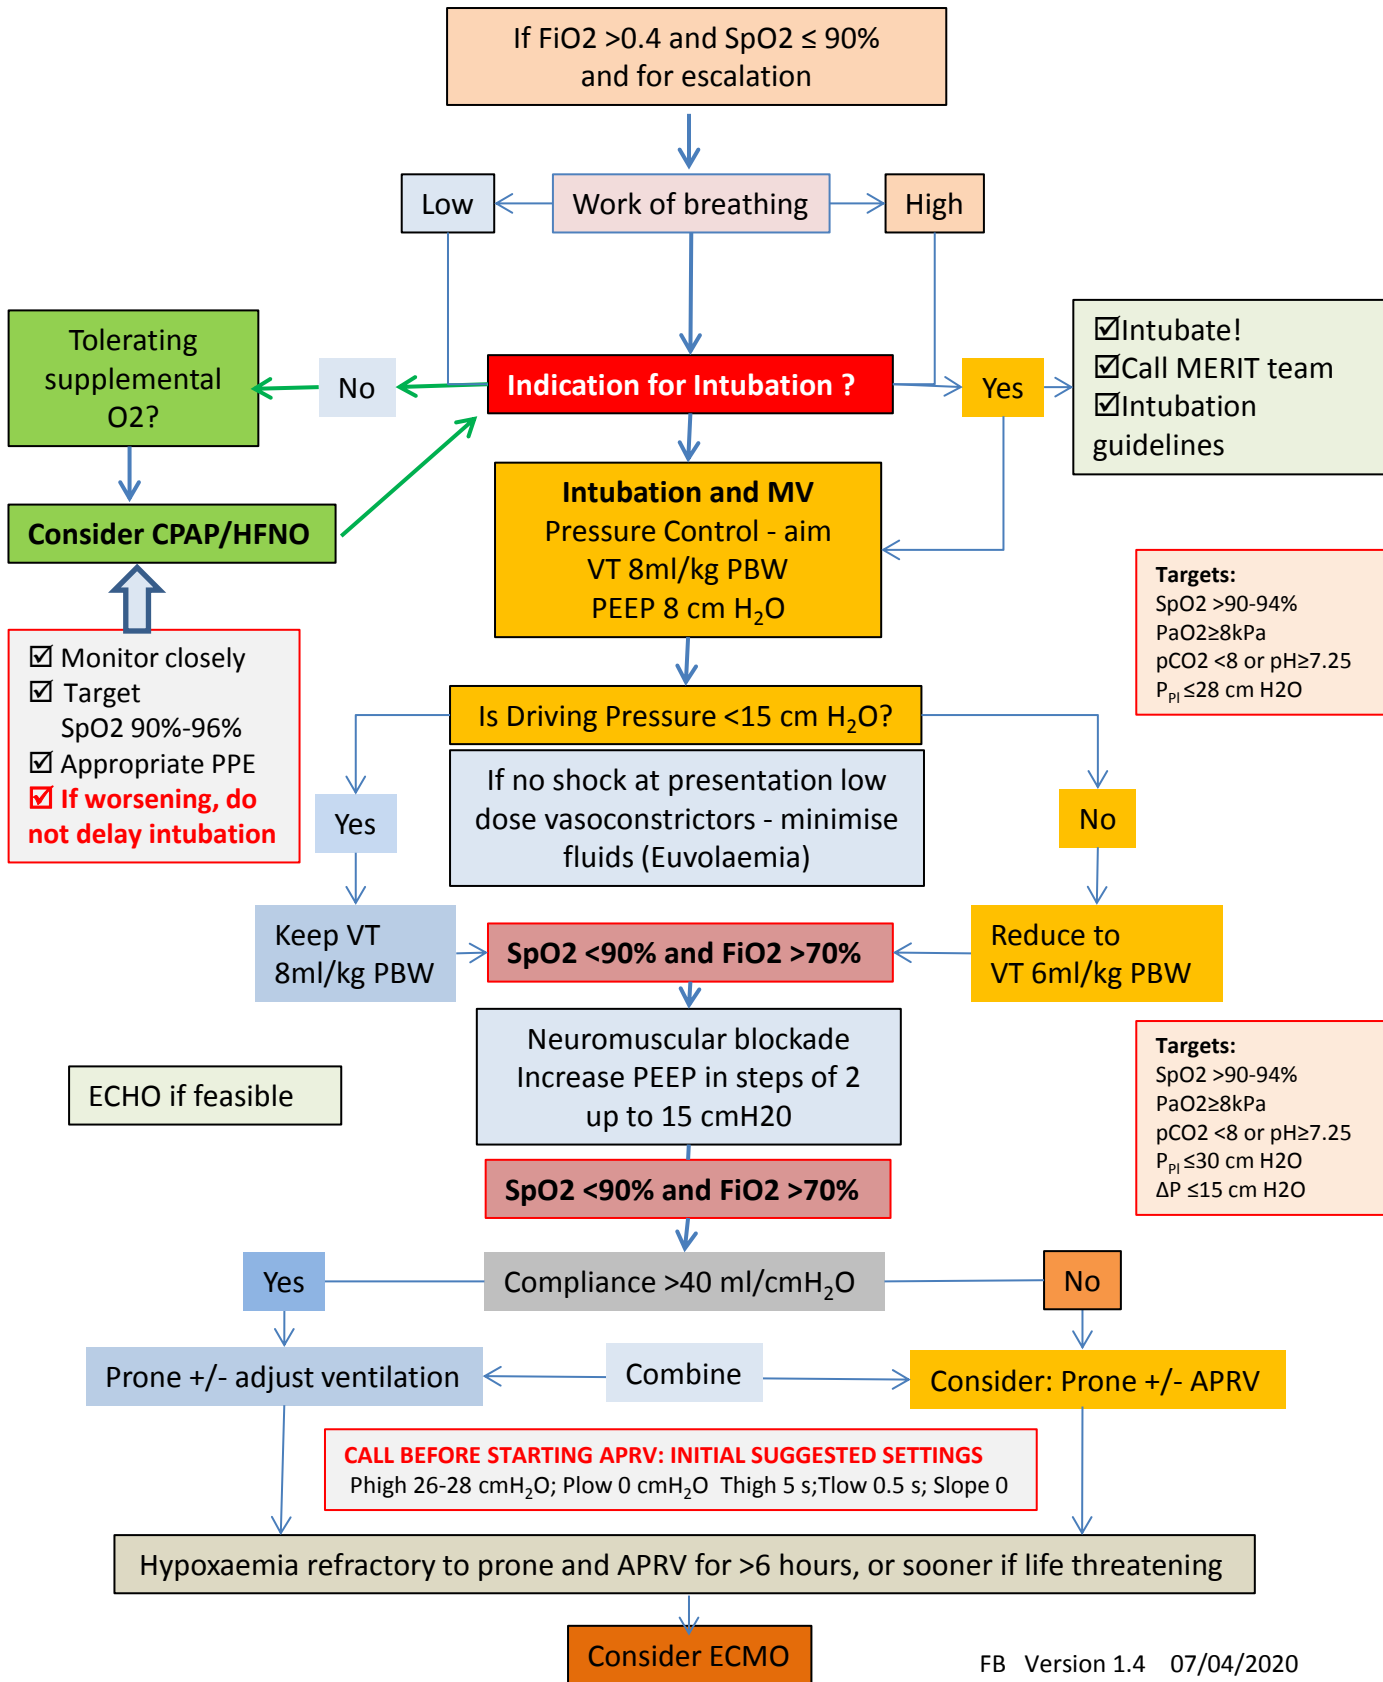 If FiO2 >0.4 and SpO2 ≤ 90%
and for escalation
Low
Work of breathing
High
Tolerating
supplemental
O2?
No
Indication for Intubation ?
Yes
☑Intubate!
☑Call MERIT team
☑Intubation
guidelines
Consider CPAP/HFNO
Intubation and MV
Pressure Control - aim
VT 8ml/kg PBW
PEEP 8 cm H₂O
Targets:
SpO2 >90-94%
PaO2≥8kPa
pCO2 <8 or pH≥7.25
P_Pl ≤28 cm H2O
☑ Monitor closely
☑ Target
SpO2 90%-96%
☑ Appropriate PPE
☑ If worsening, do
not delay intubation
Is Driving Pressure <15 cm H₂O?
If no shock at presentation low
dose vasoconstrictors - minimise
fluids (Euvolaemia)
Yes
No
Keep VT
8ml/kg PBW
SpO2 <90% and FiO2 >70%
Reduce to
VT 6ml/kg PBW
Neuromuscular blockade
Increase PEEP in steps of 2
up to 15 cmH20
ECHO if feasible
Targets:
SpO2 >90-94%
PaO2≥8kPa
pCO2 <8 or pH≥7.25
P_Pl ≤30 cm H2O
ΔP ≤15 cm H2O
SpO2 <90% and FiO2 >70%
Yes
Compliance >40 ml/cmH₂O
No
Prone +/- adjust ventilation
Combine
Consider: Prone +/- APRV
CALL BEFORE STARTING APRV: INITIAL SUGGESTED SETTINGS
Phigh 26-28 cmH₂O; Plow 0 cmH₂O Thigh 5 s;Tlow 0.5 s; Slope 0
Hypoxaemia refractory to prone and APRV for >6 hours, or sooner if life threatening
Consider ECMO
FB Version 1.4 07/04/2020